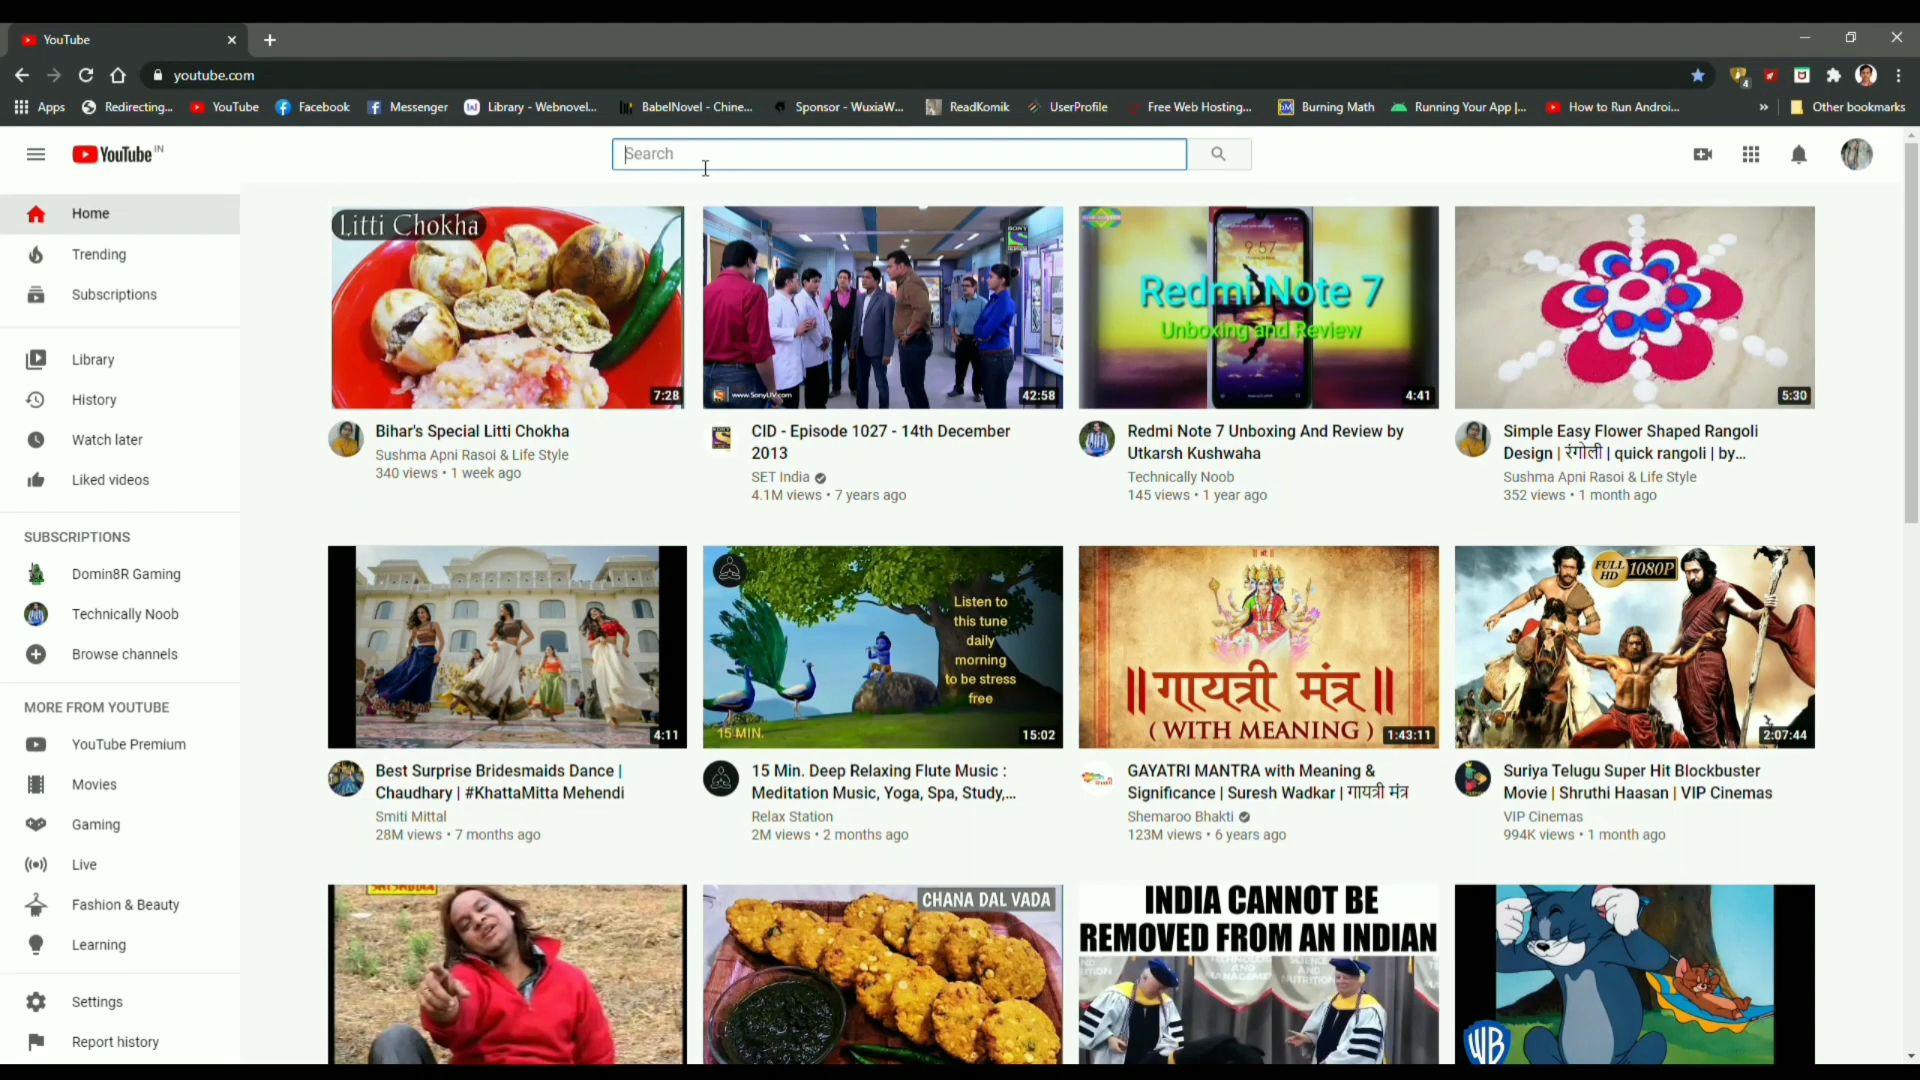 YouTube
youtube.com
4
Apps
Redirecting...
YouTube
Facebook
Messenger
Library - Webnovel...
BabelNovel - Chine...
Sponsor - WuxiaW...
ReadKomik
UserProfile
Free Web Hosting...
Burning Math
Running Your App |...
How to Run Androi...
»
Other bookmarks
YouTube IN
Search
Home
Trending
Subscriptions
Library
History
Watch later
Liked videos
SUBSCRIPTIONS
Domin8R Gaming
Technically Noob
Browse channels
MORE FROM YOUTUBE
YouTube Premium
Movies
Gaming
Live
Fashion & Beauty
Learning
Settings
Report history
Litti Chokha
7:28
Bihar's Special Litti Chokha
Sushma Apni Rasoi & Life Style
340 views • 1 week ago
SONY
www.SonyLIV.com
42:58
CID - Episode 1027 - 14th December
2013
SET India
4.1M views • 7 years ago
9:57
Redmi Note 7
Unboxing and Review
4:41
Redmi Note 7 Unboxing And Review by
Utkarsh Kushwaha
Technically Noob
145 views • 1 year ago
5:30
Simple Easy Flower Shaped Rangoli
Design | रंगोली | quick rangoli | by...
Sushma Apni Rasoi & Life Style
352 views • 1 month ago
4:11
Best Surprise Bridesmaids Dance |
Chaudhary | #KhattaMitta Mehendi
Smiti Mittal
28M views • 7 months ago
Listen to
this tune
daily
morning
to be stress
free
15 MIN.
15:02
15 Min. Deep Relaxing Flute Music :
Meditation Music, Yoga, Spa, Study,...
Relax Station
2M views • 2 months ago
॥ गायत्री मंत्र ॥
( WITH MEANING )
1:43:11
GAYATRI MANTRA with Meaning &
Significance | Suresh Wadkar | गायत्री मंत्र
Shemaroo Bhakti
123M views • 6 years ago
FULL HD 1080P
2:07:44
Suriya Telugu Super Hit Blockbuster
Movie | Shruthi Haasan | VIP Cinemas
VIP Cinemas
994K views • 1 month ago
CHANA DAL VADA
INDIA CANNOT BE
REMOVED FROM AN INDIAN
WB